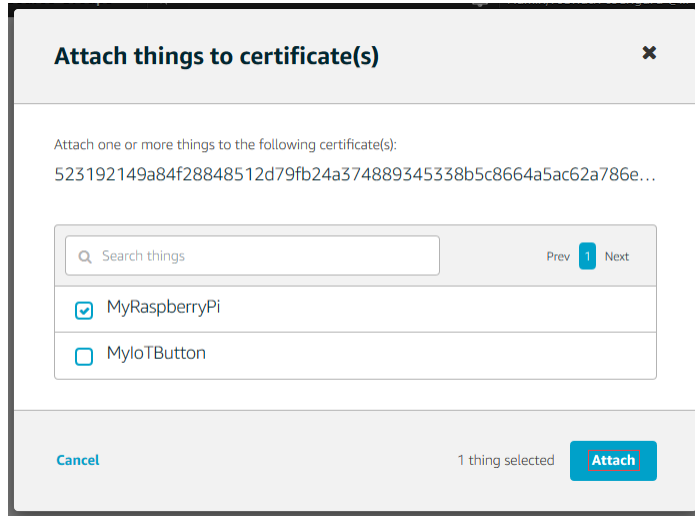 Attach things to certificate(s)
Attach one or more things to the following certificate(s):
523192149a84f28848512d79fb24a374889345338b5c8664a5ac62a786e...
Search things
Prev 1 Next
MyRaspberryPi
MyIoTButton
Cancel
1 thing selected
Attach